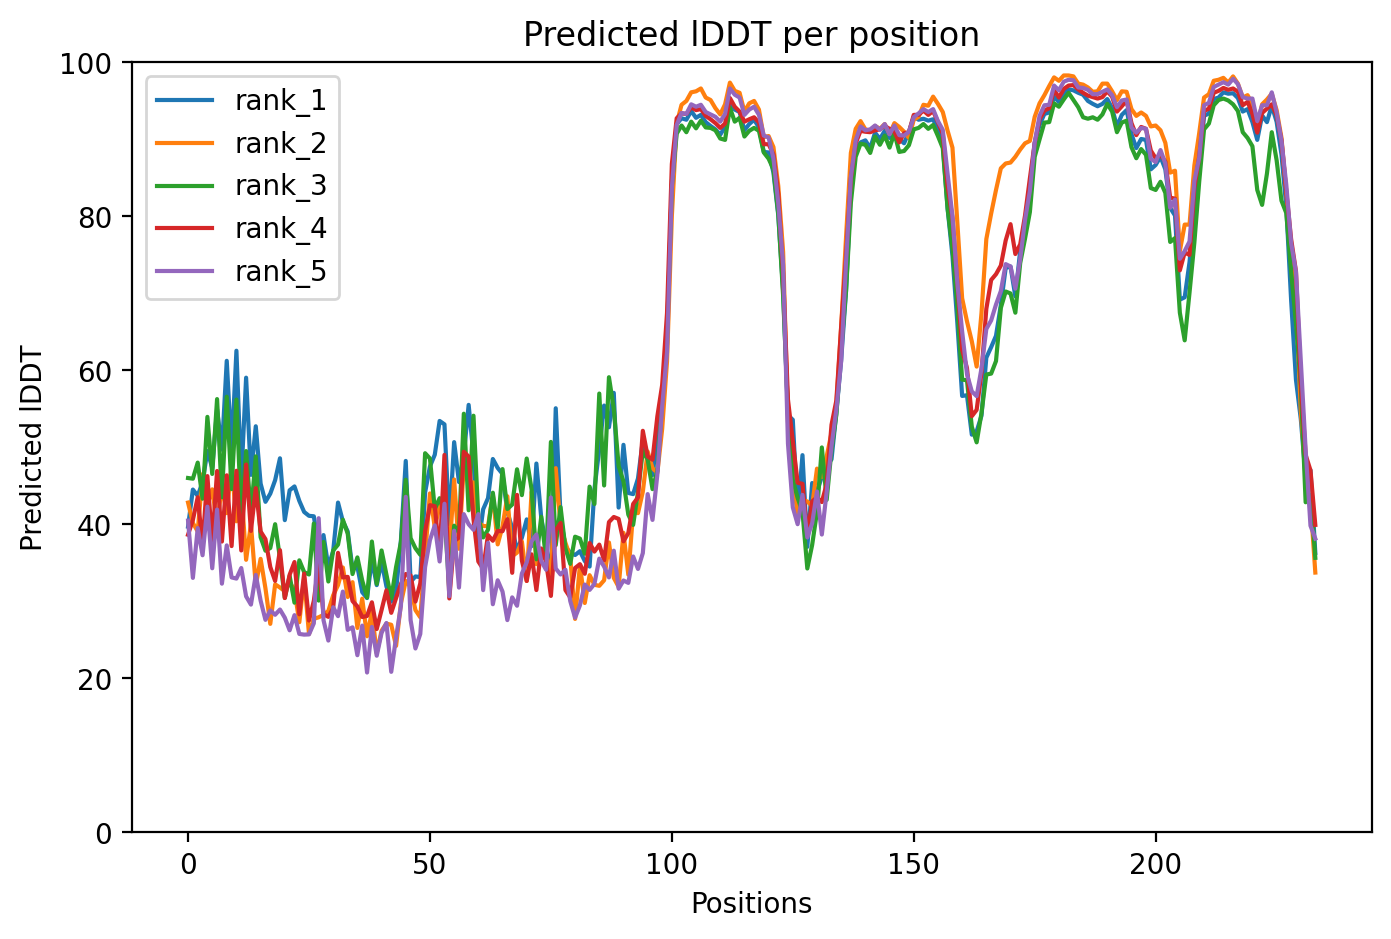 Predicted lDDT per position
100
80
60
40
20
0
Predicted lDDT
rank_1
rank_2
rank_3
rank_4
rank_5
0 50 100 150 200
Positions